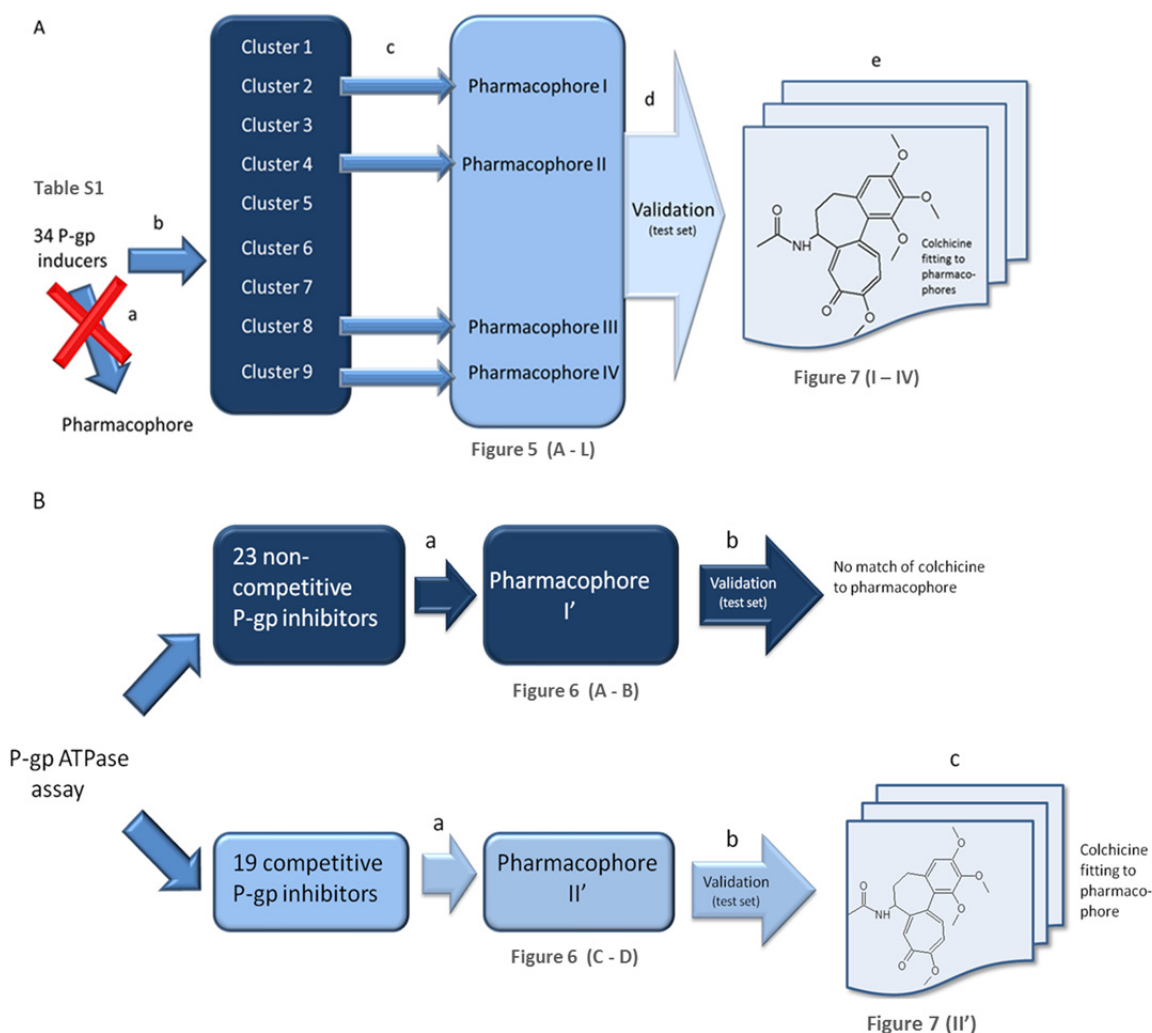 A
Table S1
34 P-gp
inducers
a
Pharmacophore
b
Cluster 1
Cluster 2
Cluster 3
Cluster 4
Cluster 5
Cluster 6
Cluster 7
Cluster 8
Cluster 9
c
Pharmacophore I
Pharmacophore II
Pharmacophore III
Pharmacophore IV
Figure 5 (A - L)
d
Validation
(test set)
e
O
O
O
O
NH
O
O
Colchicine
fitting to
pharmaco-
phores
Figure 7 (I – IV)
B
P-gp ATPase
assay
23 non-
competitive
P-gp inhibitors
a
Pharmacophore
I’
Figure 6 (A - B)
b
Validation
(test set)
No match of colchicine
to pharmacophore
19 competitive
P-gp inhibitors
a
Pharmacophore
II’
Figure 6 (C - D)
b
Validation
(test set)
c
O
O
O
O
NH
O
O
Colchicine
fitting to
pharmaco-
phore
Figure 7 (II’)